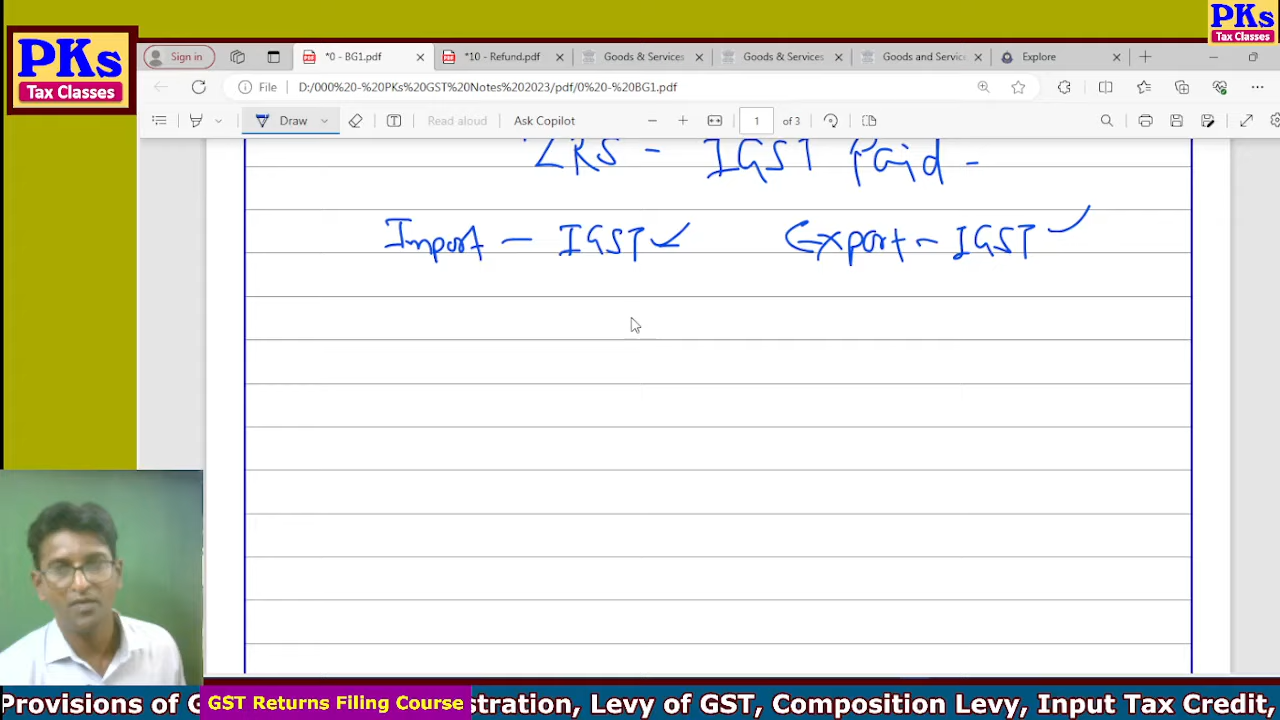 PKs
Tax Classes
PKs
Tax Classes
Sign in
*0 - BG1.pdf
*10 - Refund.pdf
Goods & Services
Goods & Services
Goods and Servic
Explore
File
D:/000%20-%20PKs%20GST%20Notes%202023/pdf/0%20-%20BG1.pdf
Draw
Read aloud
Ask Copilot
1 of 3
ZRS - IGST Paid -
Import - IGST ✓ Export - IGST ✓
Provisions of G
GST Returns Filing Course
stration, Levy of GST, Composition Levy, Input Tax Credit,